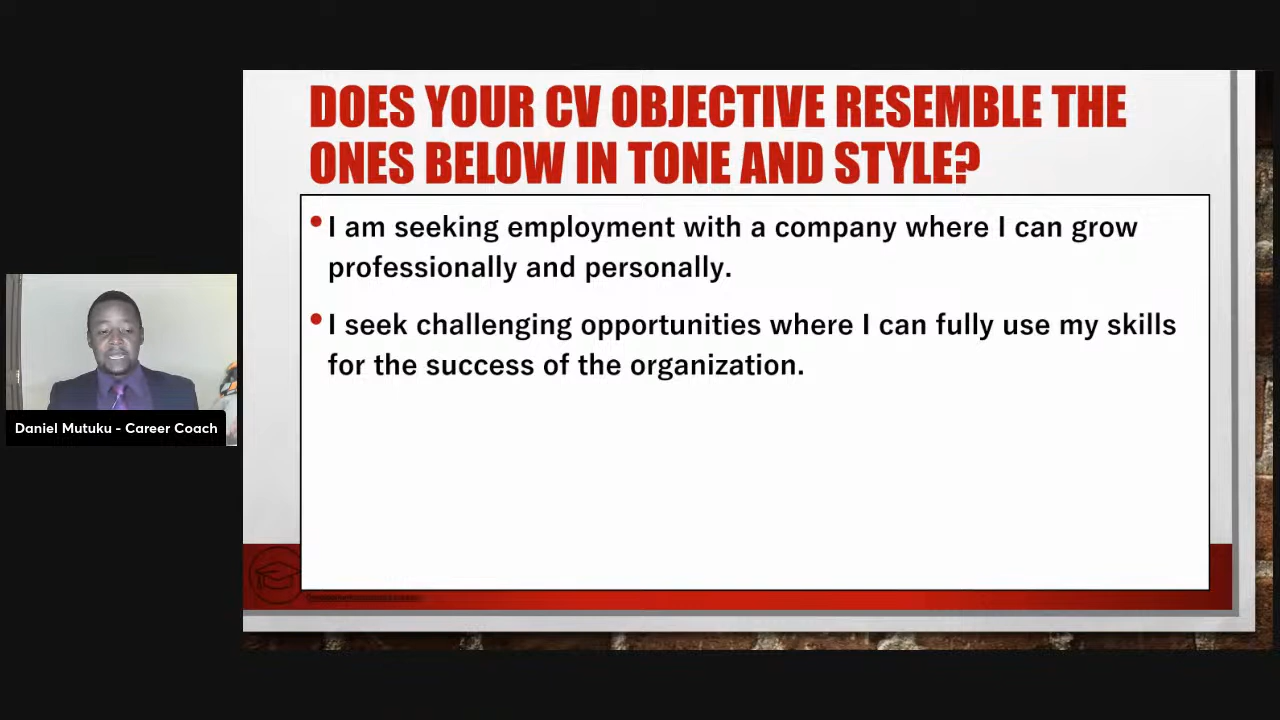 DOES YOUR CV OBJECTIVE RESEMBLE THE
ONES BELOW IN TONE AND STYLE?
• I am seeking employment with a company where I can grow
professionally and personally.
• I seek challenging opportunities where I can fully use my skills
for the success of the organization.
Daniel Mutuku - Career Coach